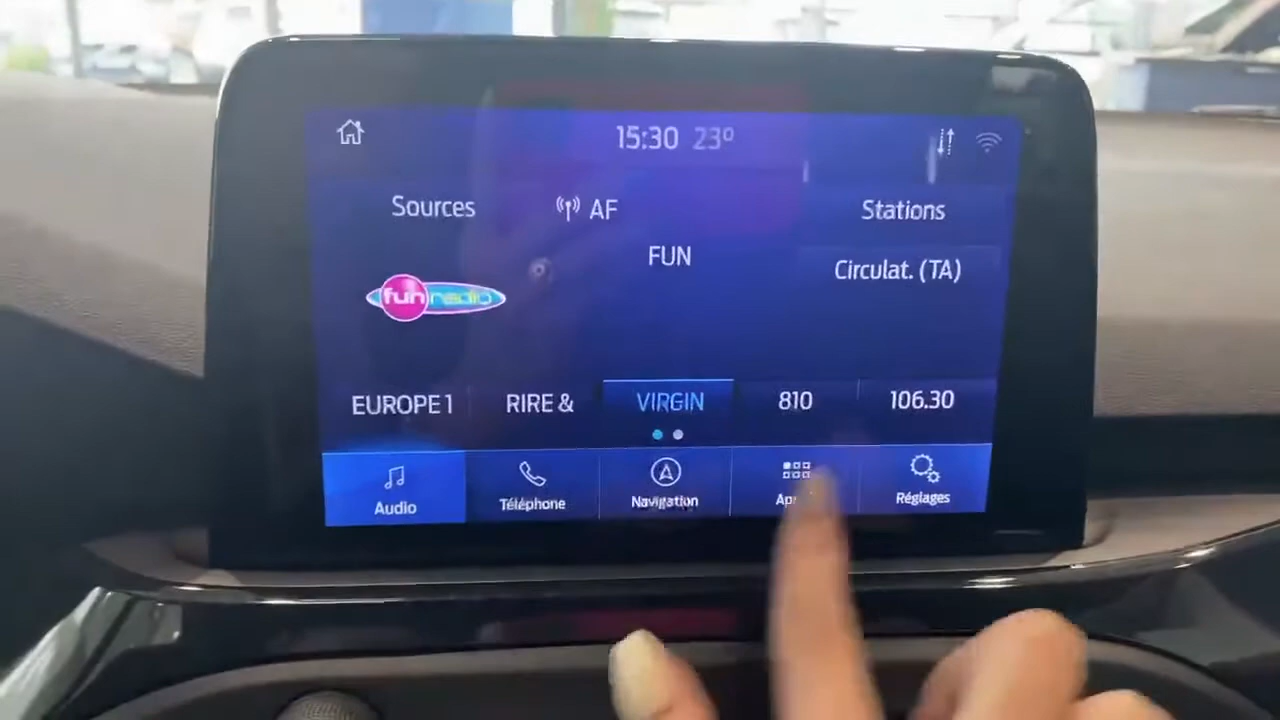 15:30 23°
Sources
AF
Stations
FUN
Circulat. (TA)
fun radio
EUROPE 1
RIRE &
VIRGIN
810
106.30
Audio
Téléphone
Navigation
Réglages